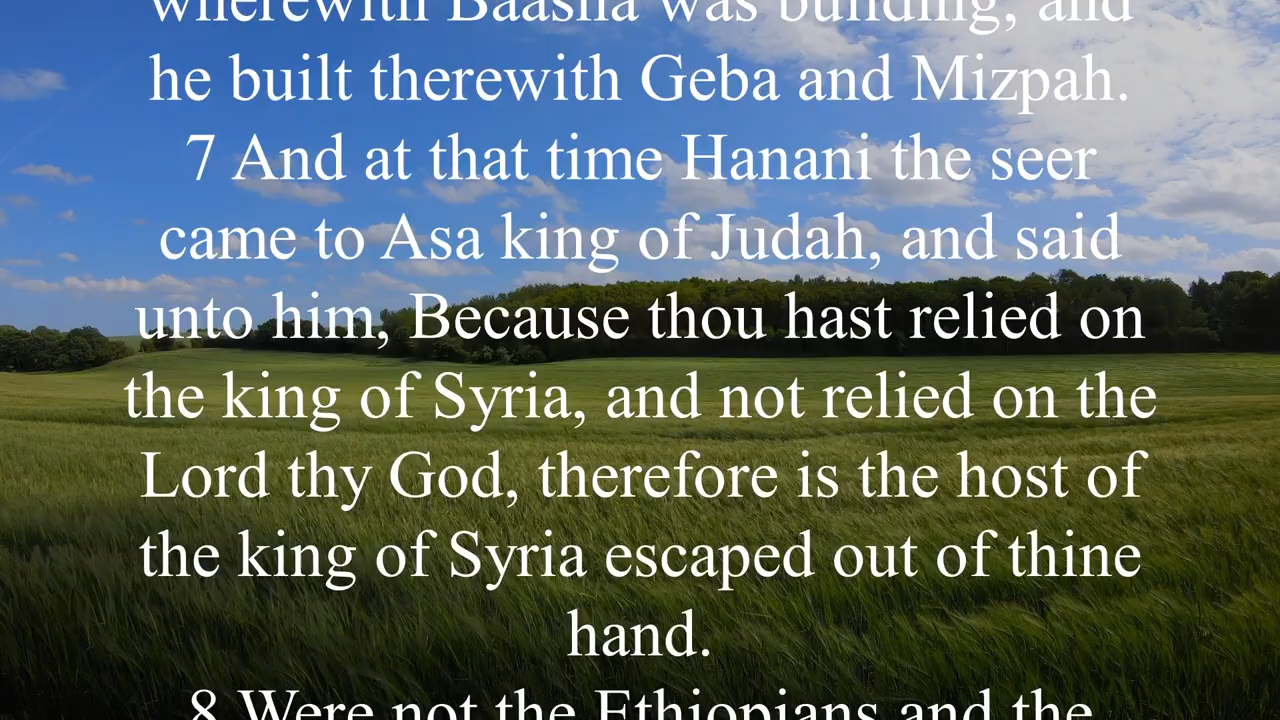 wherewith Baasha was building, and
he built therewith Geba and Mizpah.
7 And at that time Hanani the seer
came to Asa king of Judah, and said
unto him, Because thou hast relied on
the king of Syria, and not relied on the
Lord thy God, therefore is the host of
the king of Syria escaped out of thine
hand.
8 Were not the Ethiopians and the